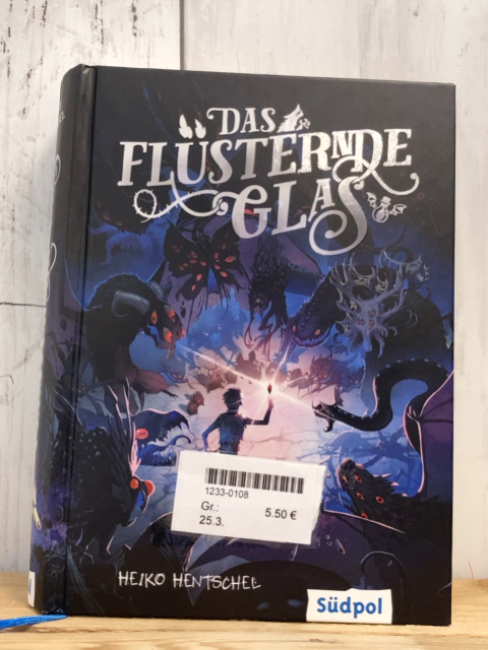 DAS
FLÜSTERNDE
GLAS
1233-0108
Gr.:
5.50 €
25.3.
HEIKO HENTSCHEL
Südpol